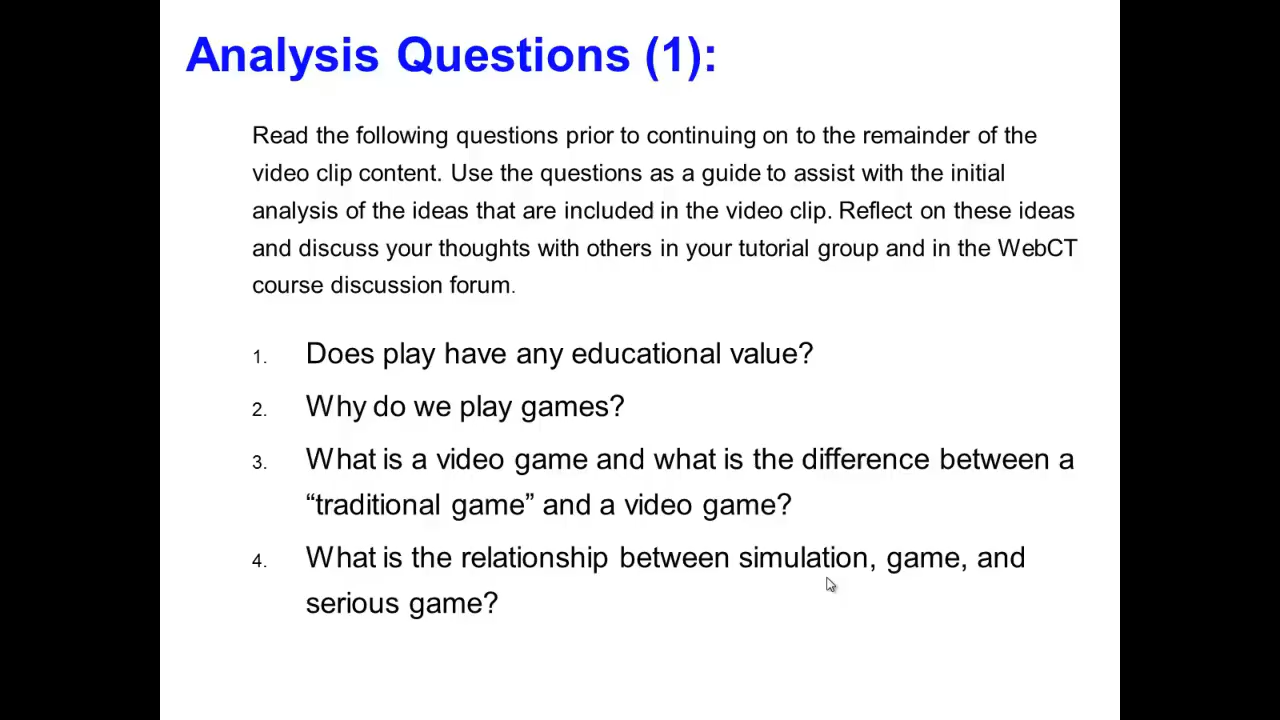 Analysis Questions (1):
Read the following questions prior to continuing on to the remainder of the
video clip content. Use the questions as a guide to assist with the initial
analysis of the ideas that are included in the video clip. Reflect on these ideas
and discuss your thoughts with others in your tutorial group and in the WebCT
course discussion forum.
1. Does play have any educational value?
2. Why do we play games?
3. What is a video game and what is the difference between a
“traditional game” and a video game?
4. What is the relationship between simulation, game, and
serious game?